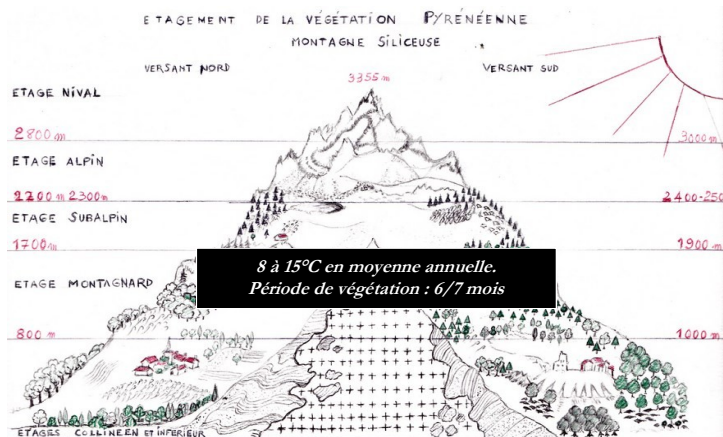 ETAGEMENT DE LA VÉGÉTATION PYRÉNÉENNE
MONTAGNE SILICEUSE
VERSANT NORD
3355 m
VERSANT SUD
ETAGE NIVAL
2800 m
3000 m
ETAGE ALPIN
2200 m 2300 m
2400-250
ETAGE SUBALPIN
1700 m
1900 m
8 à 15°C en moyenne annuelle.
Période de végétation : 6/7 mois
ETAGE MONTAGNARD
800 m
1000 m
ETAGES COLLINEEN ET INFERIEUR